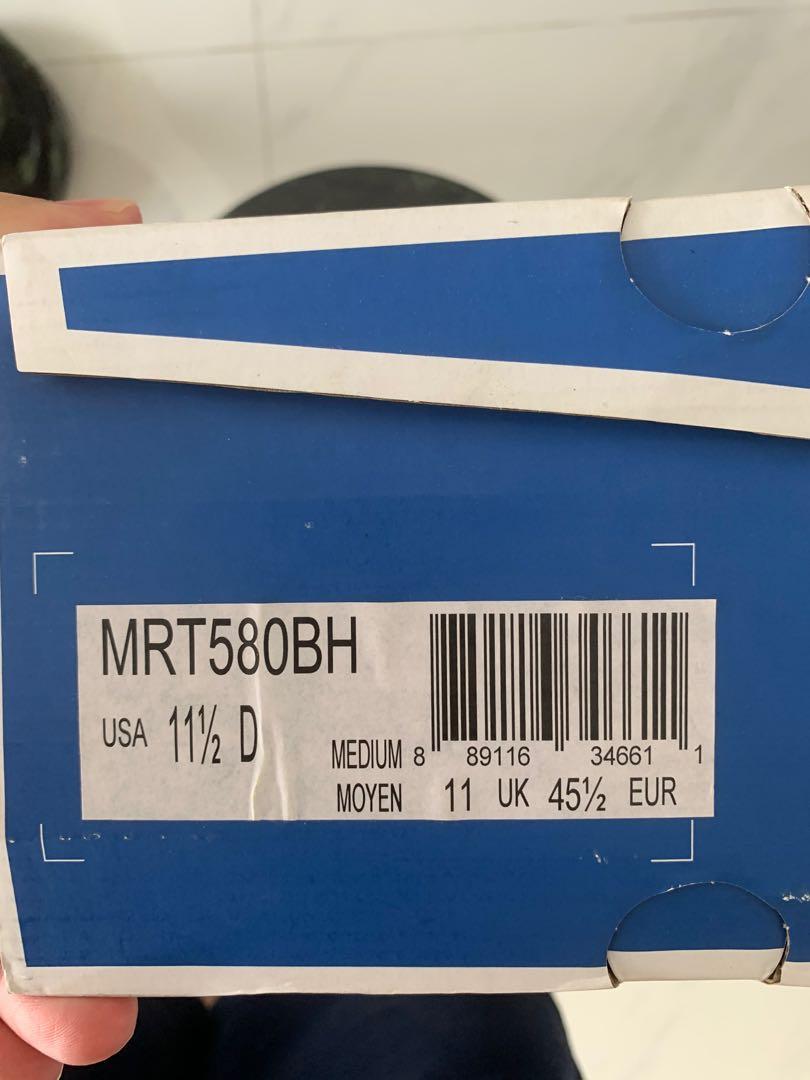 MRT580BH
USA 11½ D
MEDIUM 8 89116 34661 1
MOYEN 11 UK 45½ EUR